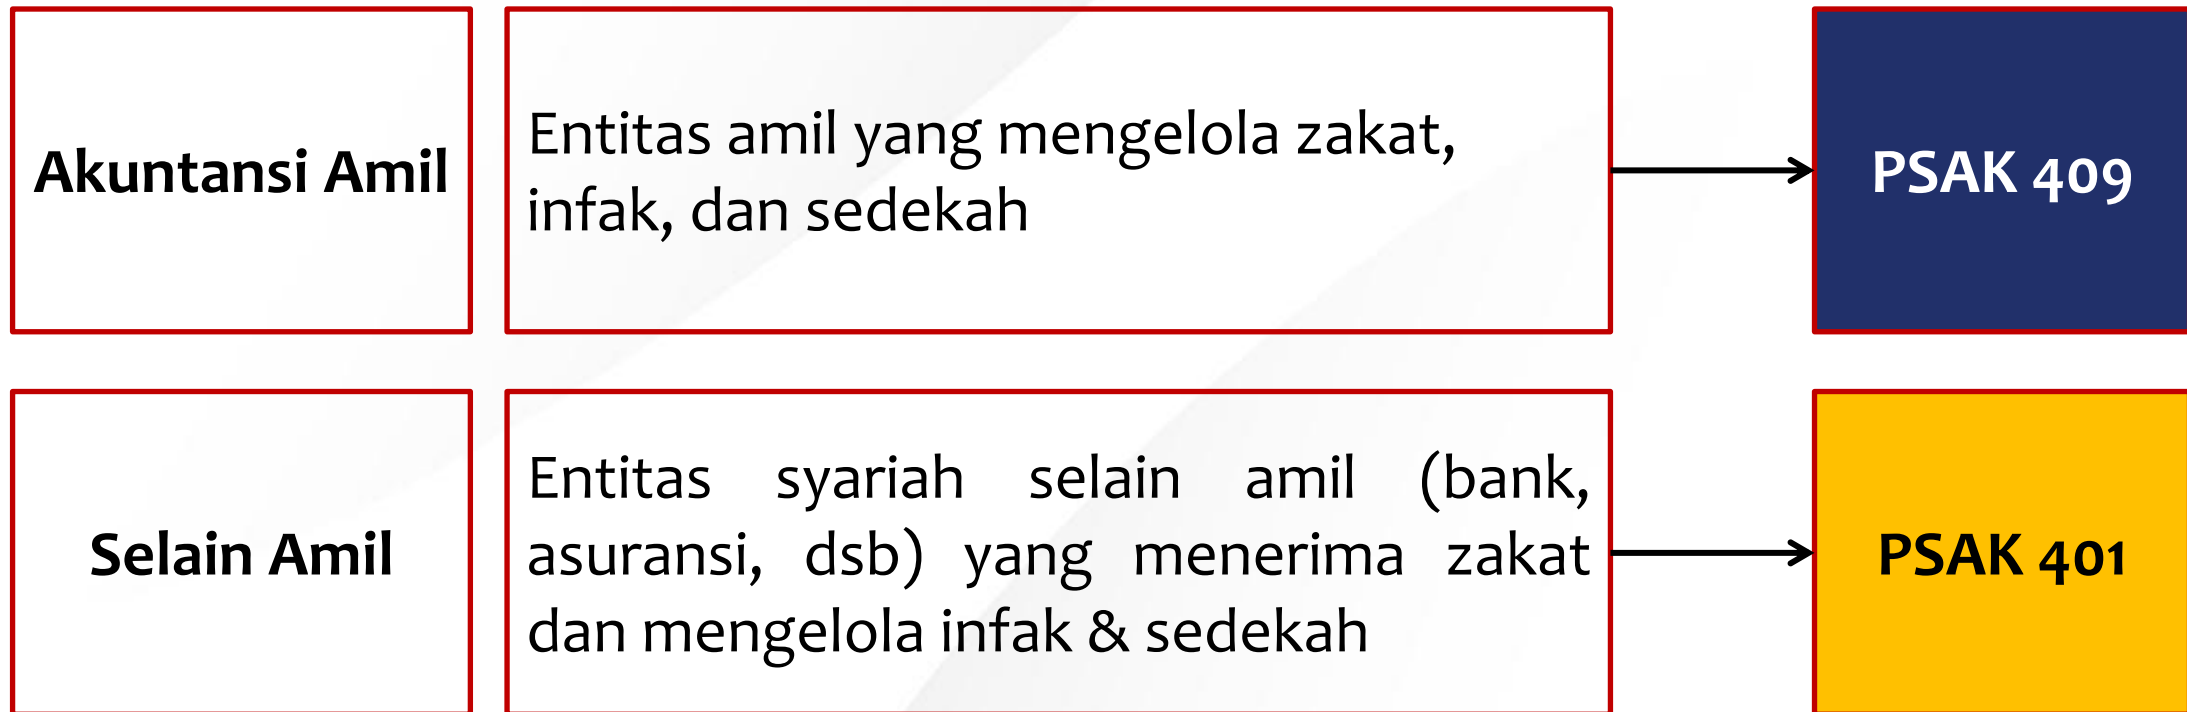 Akuntansi Amil
Entitas amil yang mengelola zakat,
infak, dan sedekah
PSAK 409
Selain Amil
Entitas syariah selain amil (bank,
asuransi, dsb) yang menerima zakat
dan mengelola infak & sedekah
PSAK 401